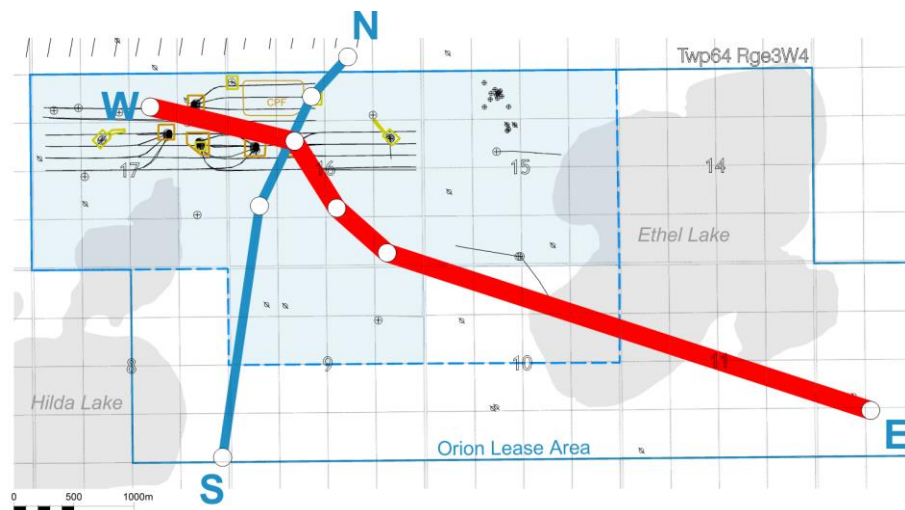 N
Twp64 Rge3W4
W
CPF
17
16
15
14
Ethel Lake
8
9
10
11
Hilda Lake
Orion Lease Area
E
S
0
500
1000m